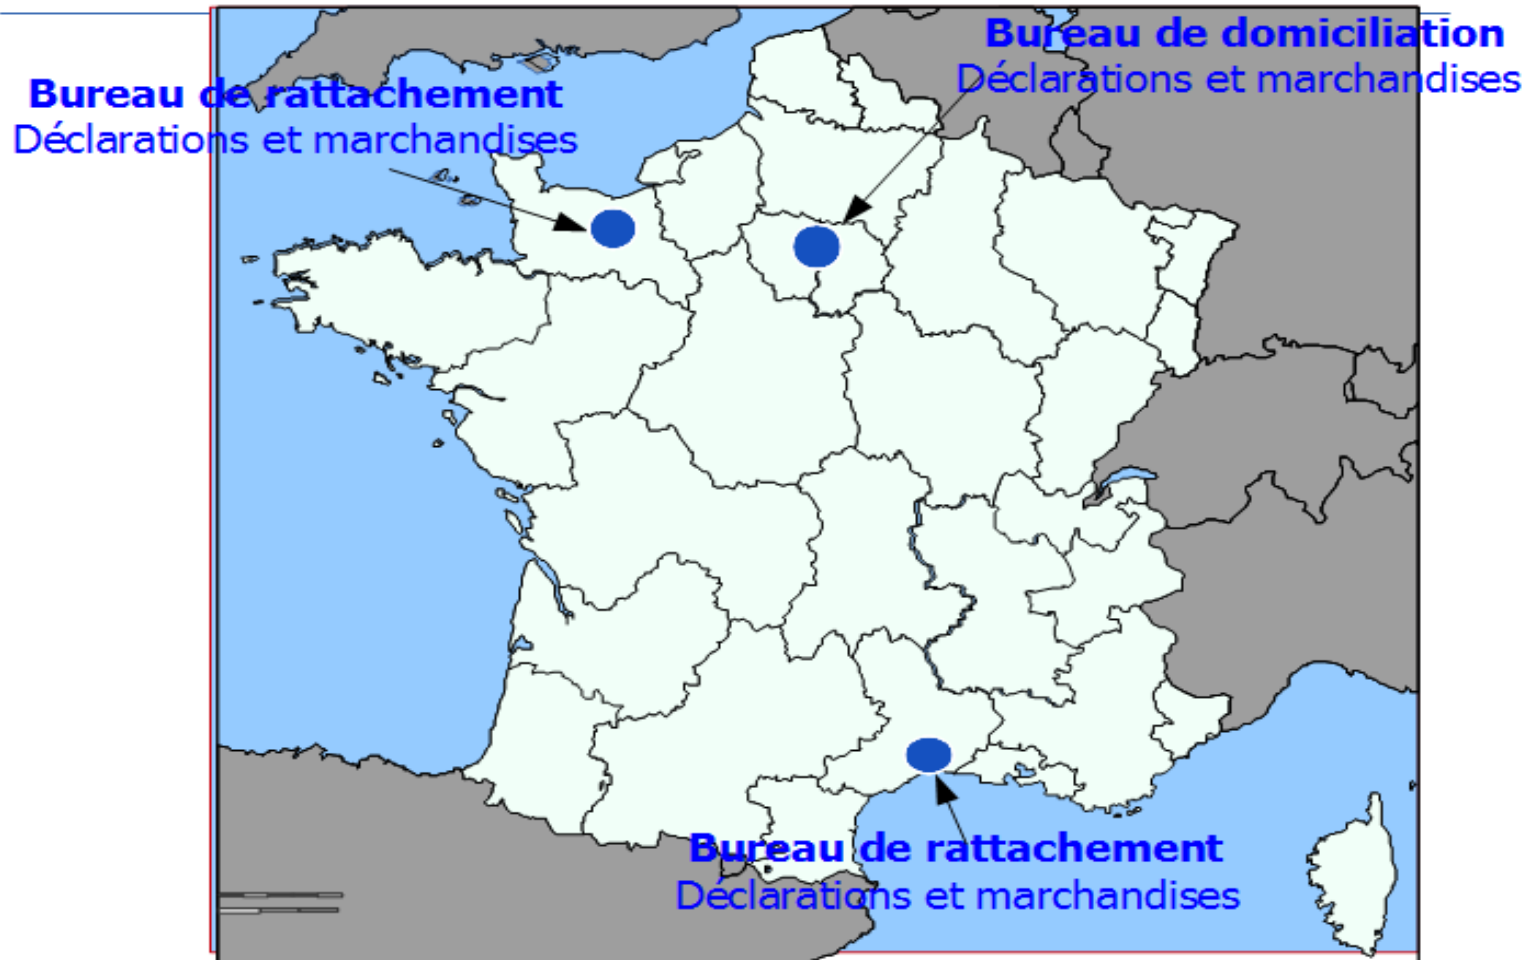 Bureau de domiciliation
Déclarations et marchandises
Bureau de rattachement
Déclarations et marchandises
Bureau de rattachement
Déclarations et marchandises